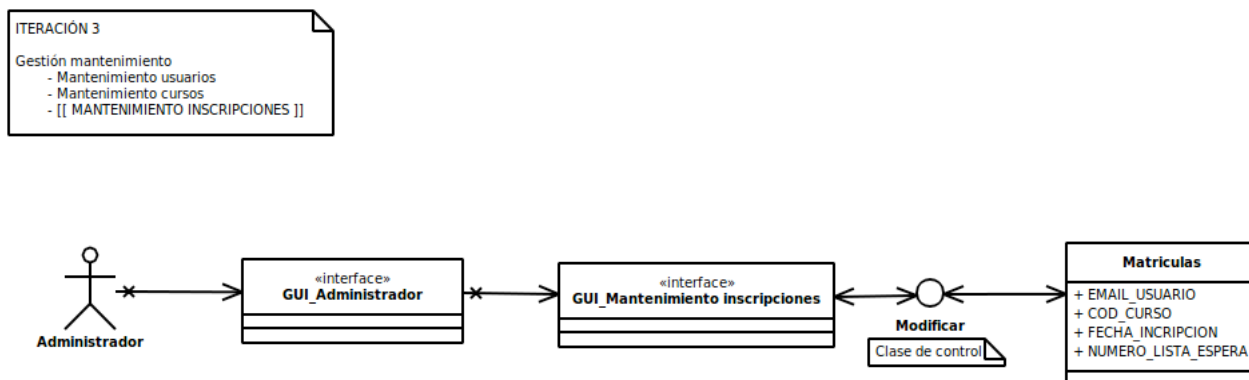 ITERACIÓN 3
Gestión mantenimiento
- Mantenimiento usuarios
- Mantenimiento cursos
- [[ MANTENIMIENTO INSCRIPCIONES ]]
Administrador
«interface»
GUI_Administrador
«interface»
GUI_Mantenimiento inscripciones
Modificar
Clase de control
Matriculas
+ EMAIL_USUARIO
+ COD_CURSO
+ FECHA_INCRIPCION
+ NUMERO_LISTA_ESPERA